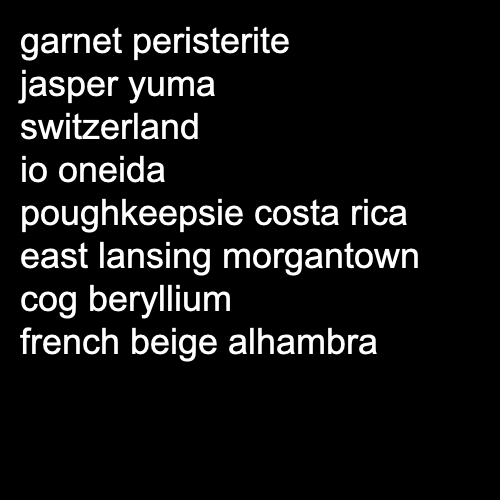 garnet peristerite
jasper yuma
switzerland
io oneida
poughkeepsie costa rica
east lansing morgantown
cog beryllium
french beige alhambra